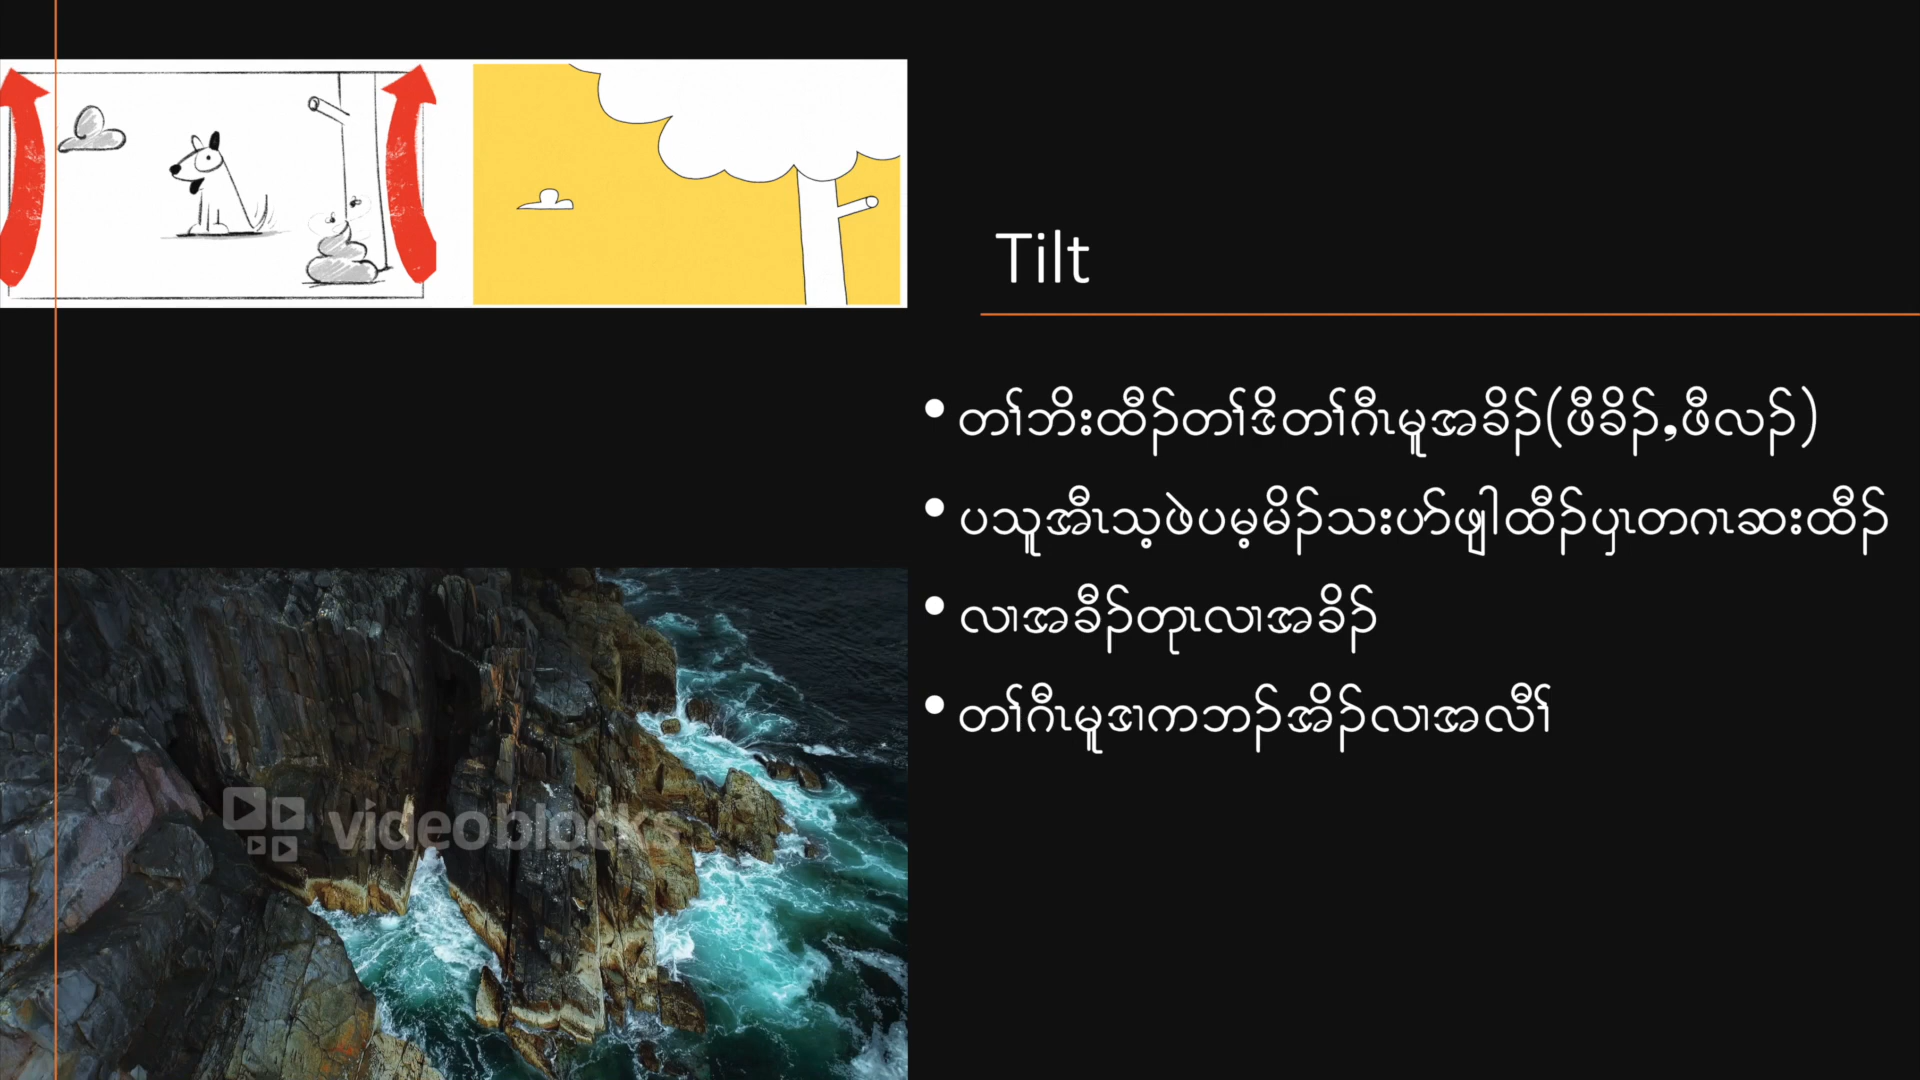 Tilt
• တၢ်ဘိးထီၣ်တၢ်ဒိတၢ်ဂီၤမူအခိၣ်(ဖီခိၣ်,ဖီလၣ်)
• ပသူအီၤသ့ဖဲပမ့မိၣ်သးဟ်ဖျါထီၣ်ပှၤတဂၤဆးထီၣ်
• လၢအခီၣ်တုၤလၢအခိၣ်
• တၢ်ဂီၤမူဒၢကဘၣ်အိၣ်လၢအလီၢ်
videoblocks